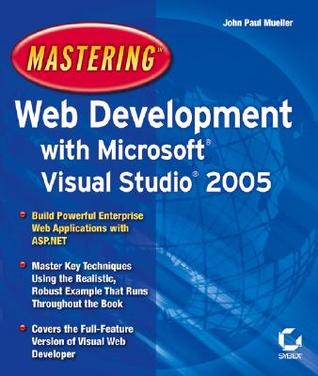 John Paul Mueller
MASTERING™
Web Development
with Microsoft®
Visual Studio® 2005
Build Powerful Enterprise
Web Applications with
ASP.NET
Master Key Techniques
Using the Realistic,
Robust Example That Runs
Throughout the Book
Covers the Full-Feature
Version of Visual Web
Developer
SYBEX®